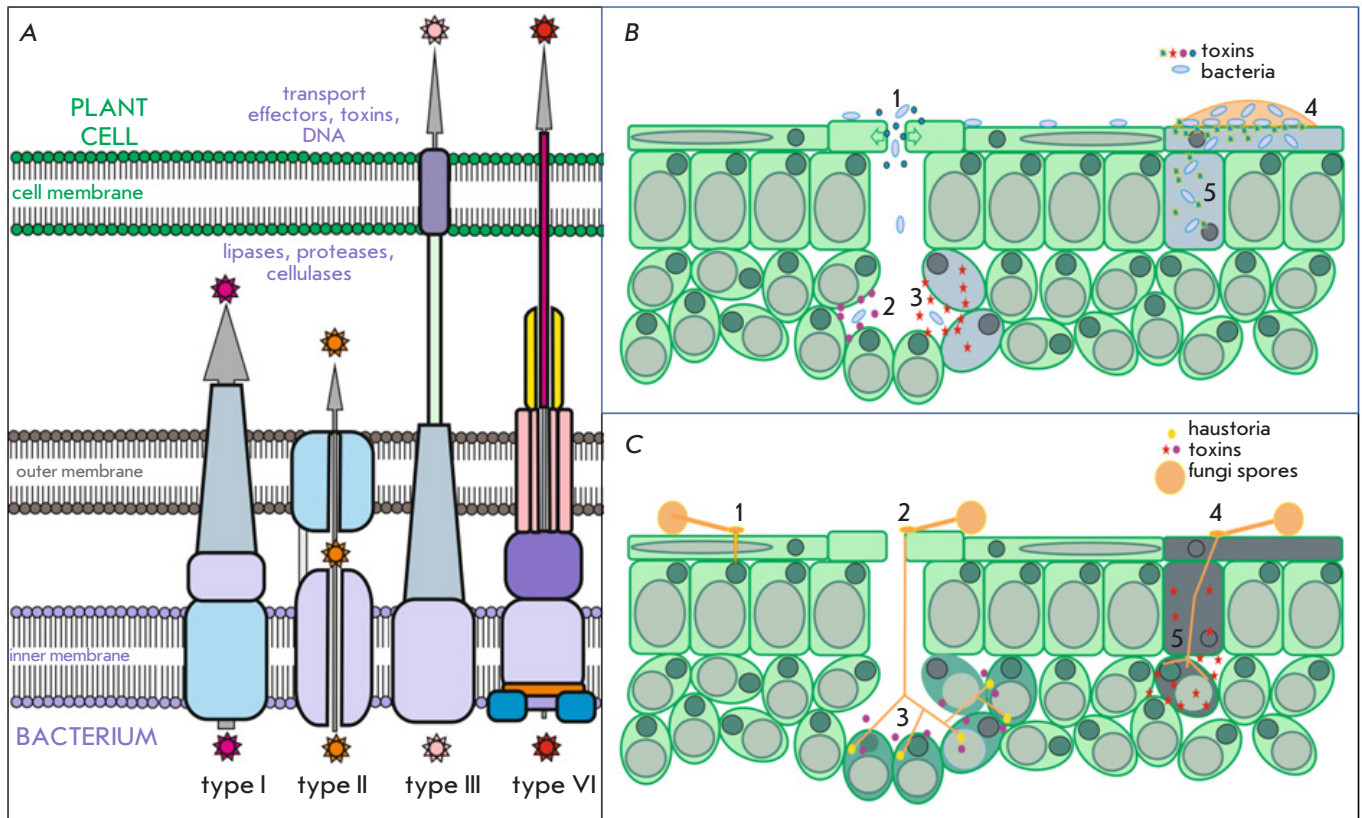 A
PLANT
CELL
transport
effectors, toxins,
DNA
cell membrane
lipases, proteases,
cellulases
outer membrane
inner membrane
BACTERIUM
type I
type II
type III
type VI
B
toxins
bacteria
1
4
5
2
3
C
haustoria
toxins
fungi spores
1
2
4
5
3